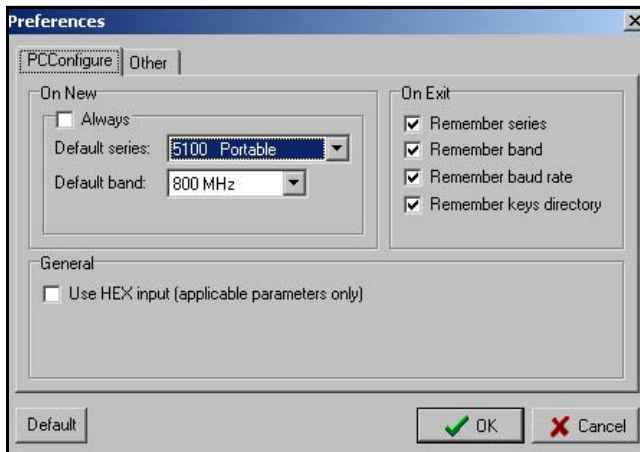 Preferences
PCConfigure Other
On New
Always
Default series: 5100 Portable
Default band: 800 MHz
On Exit
Remember series
Remember band
Remember baud rate
Remember keys directory
General
Use HEX input (applicable parameters only)
Default OK Cancel